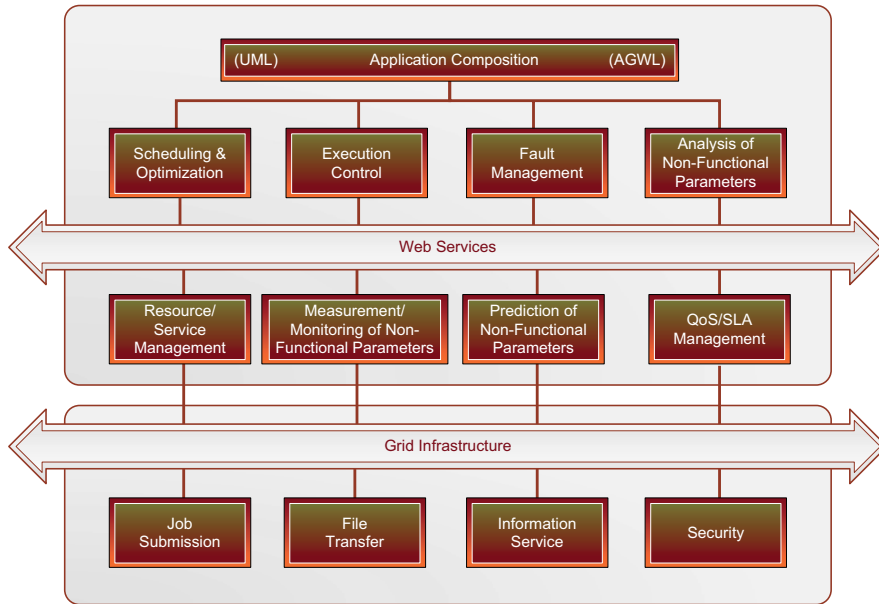 (UML) Application Composition (AGWL)
Scheduling &
Optimization
Execution
Control
Fault
Management
Analysis of
Non-Functional
Parameters
Web Services
Resource/
Service
Management
Measurement/
Monitoring of Non-
Functional Parameters
Prediction of
Non-Functional
Parameters
QoS/SLA
Management
Grid Infrastructure
Job
Submission
File
Transfer
Information
Service
Security